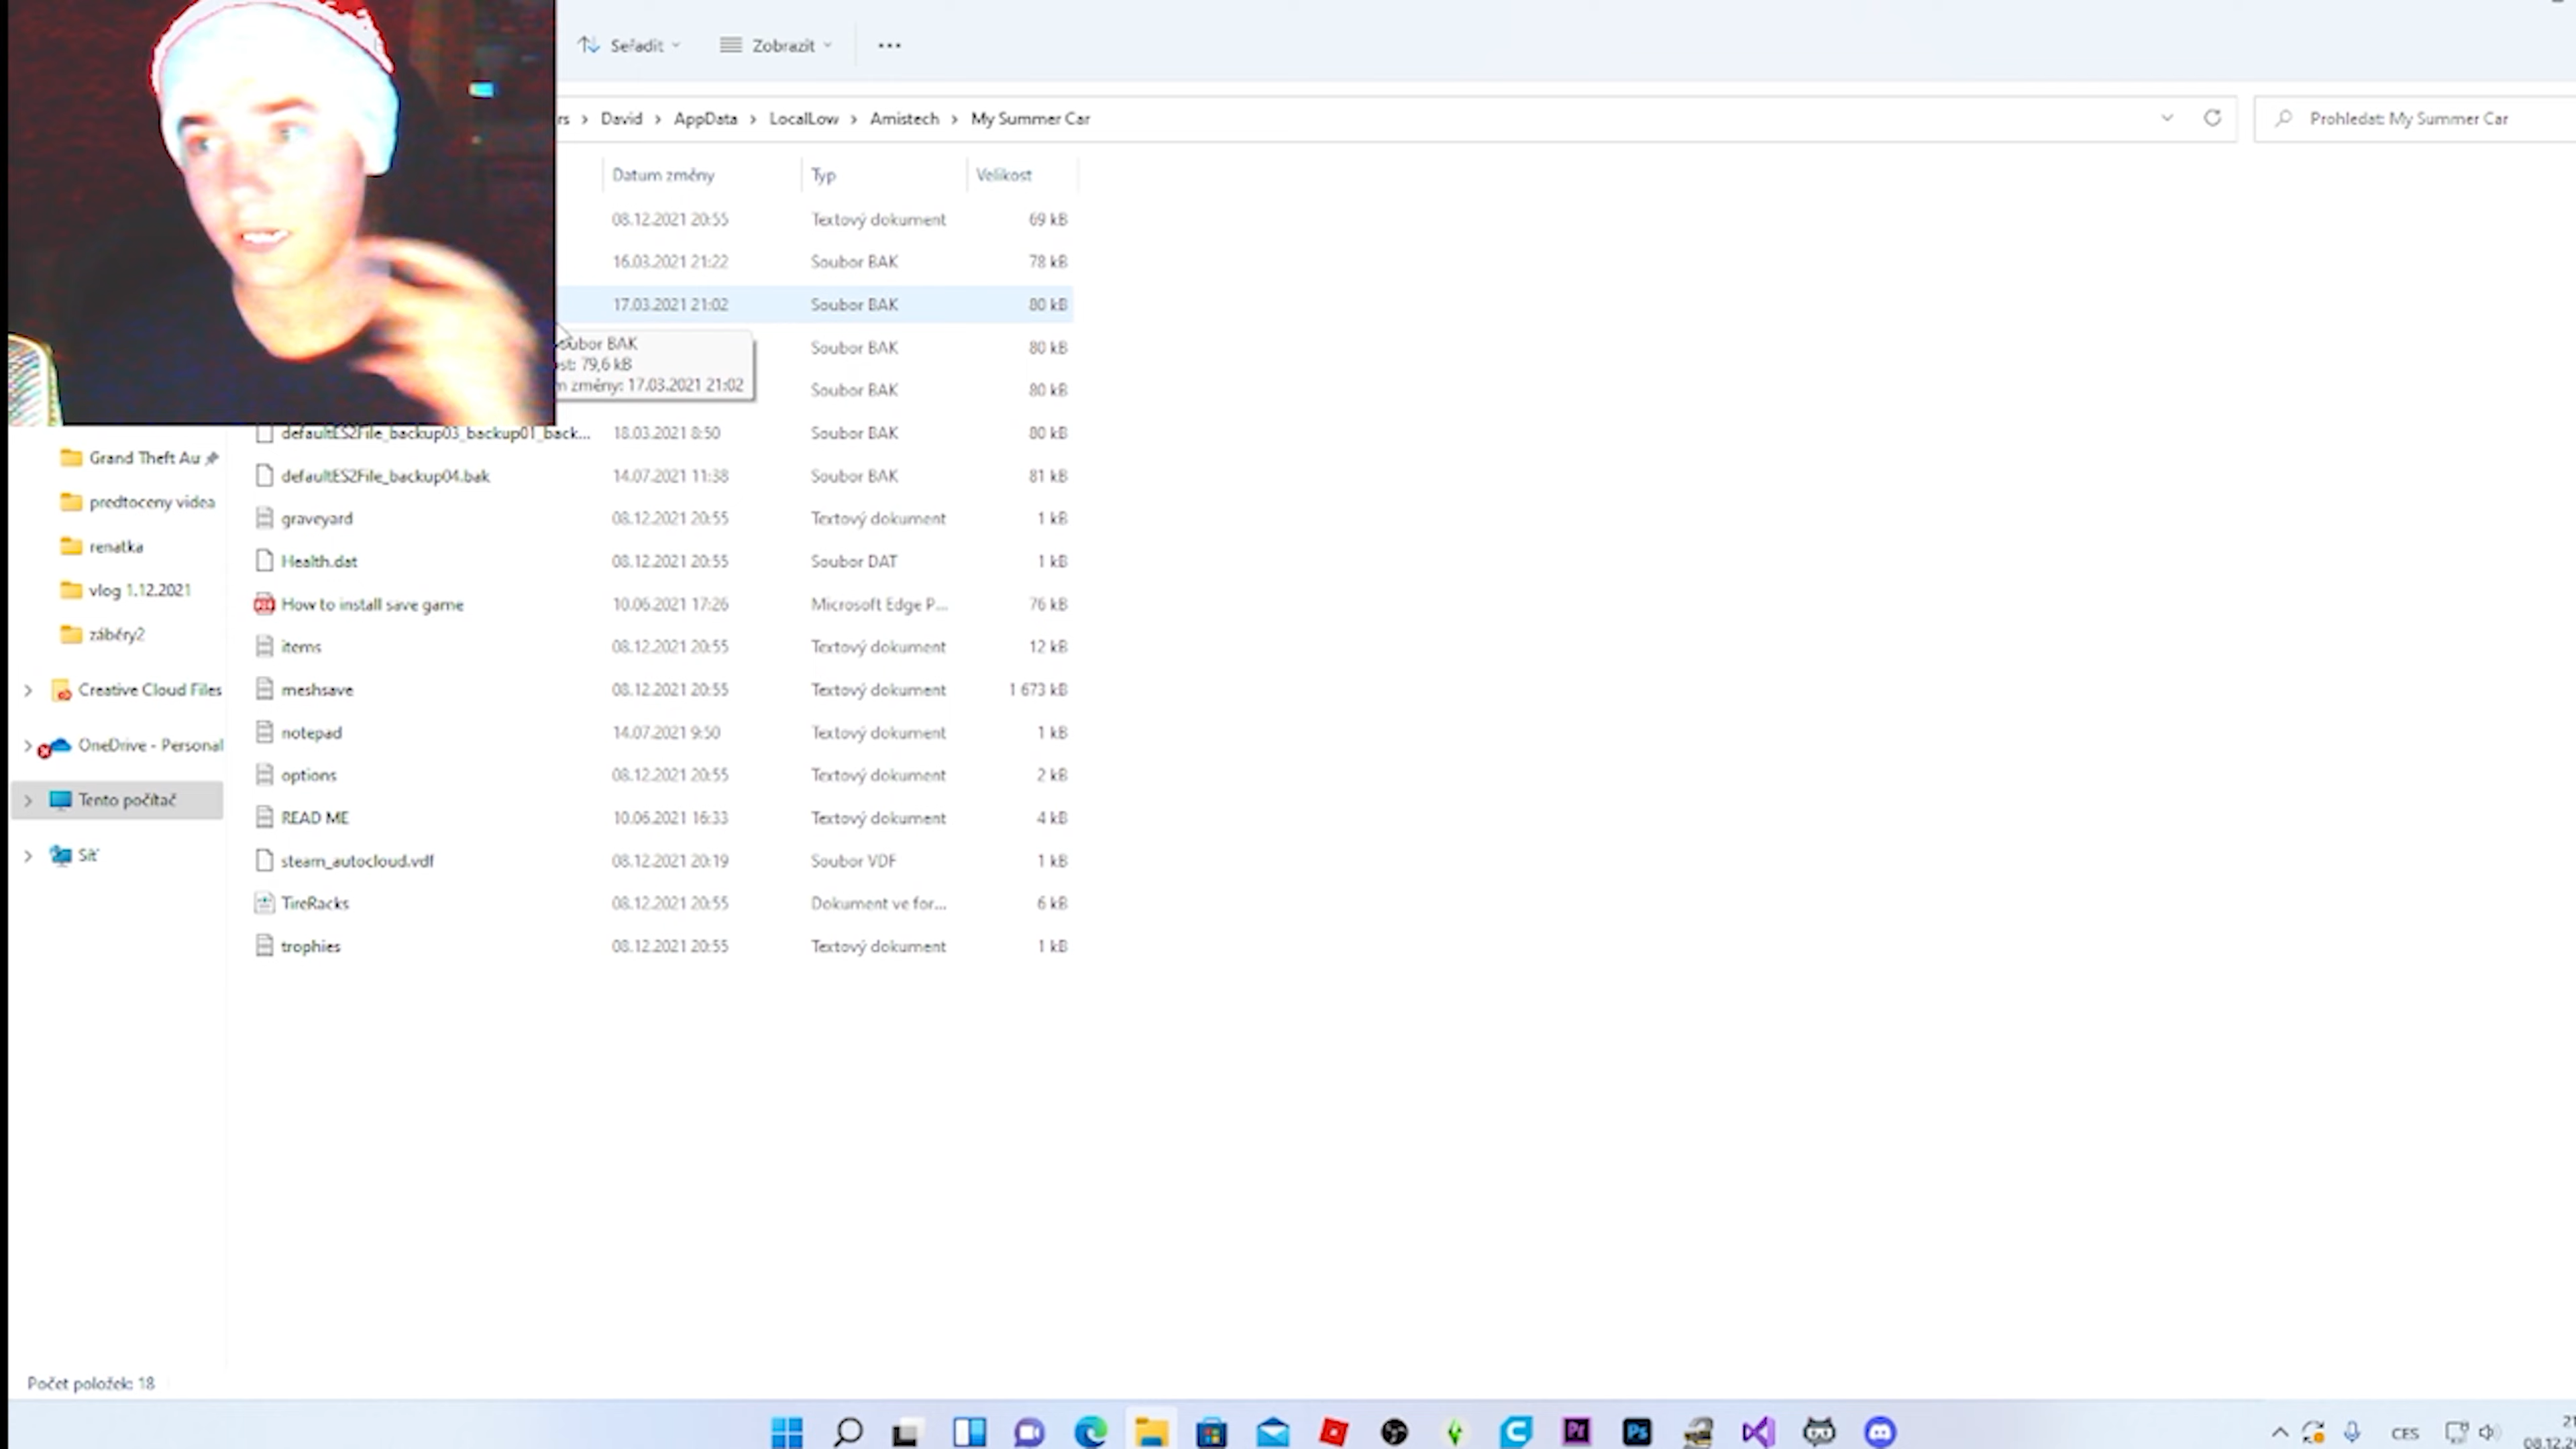 Seřadit
Zobrazit
rs > David > AppData > LocalLow > Amistech > My Summer Car
Prohledat: My Summer Car
Datum změny Typ Velikost
08.12.2021 20:55 Textový dokument 69 kB
16.03.2021 21:22 Soubor BAK 78 kB
17.03.2021 21:02 Soubor BAK 80 kB
Soubor BAK 80 kB
Soubor BAK 80 kB
oubor BAK
st: 79,6 kB
m změny: 17.03.2021 21:02
defaultES2File_backup03_backup01_back... 18.03.2021 8:50 Soubor BAK 80 kB
defaultES2File_backup04.bak 14.07.2021 11:38 Soubor BAK 81 kB
graveyard 08.12.2021 20:55 Textový dokument 1 kB
Health.dat 08.12.2021 20:55 Soubor DAT 1 kB
How to install save game 10.06.2021 17:26 Microsoft Edge P... 76 kB
items 08.12.2021 20:55 Textový dokument 12 kB
meshsave 08.12.2021 20:55 Textový dokument 1 673 kB
notepad 14.07.2021 9:50 Textový dokument 1 kB
options 08.12.2021 20:55 Textový dokument 2 kB
READ ME 10.06.2021 16:33 Textový dokument 4 kB
steam_autocloud.vdf 08.12.2021 20:19 Soubor VDF 1 kB
TireRacks 08.12.2021 20:55 Dokument ve for... 6 kB
trophies 08.12.2021 20:55 Textový dokument 1 kB
Grand Theft Au
predtoceny videa
renatka
vlog 1.12.2021
záběry2
Creative Cloud Files
OneDrive - Personal
Tento počítač
Síť
Počet položek: 18
Pr
Ps
CES
21
08.12.2